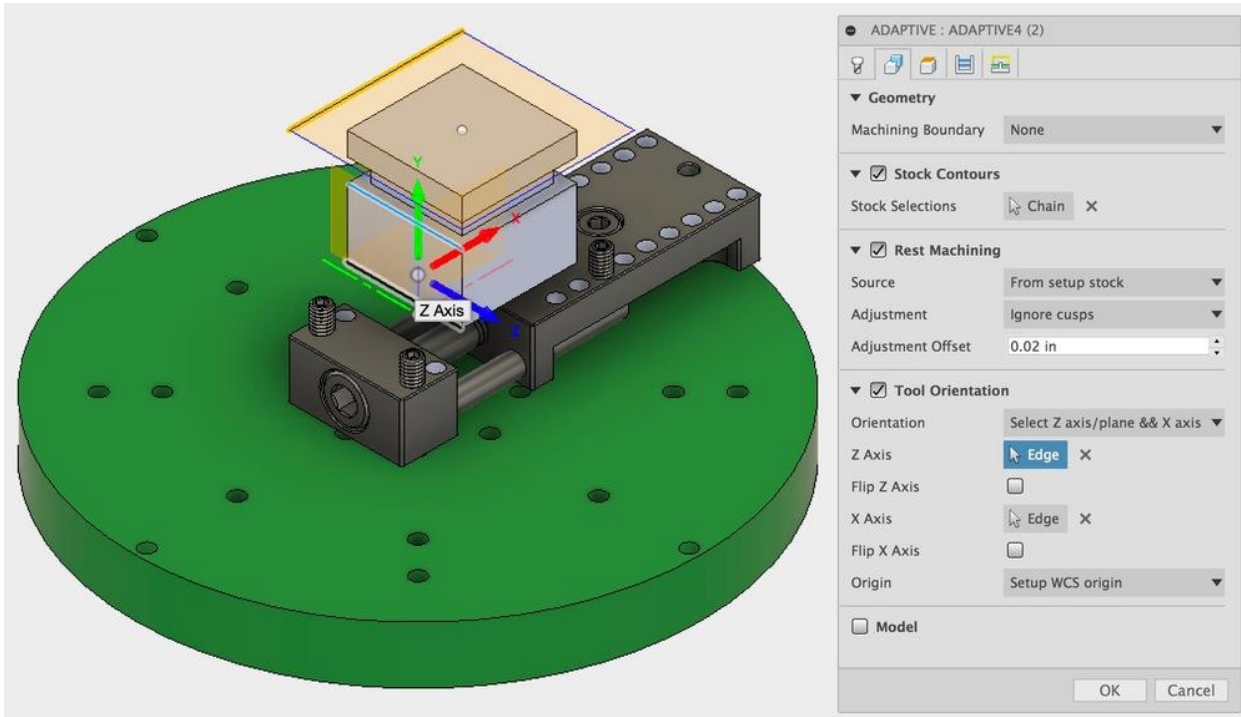 ADAPTIVE : ADAPTIVE4 (2)
Geometry
Machining Boundary None
Stock Contours
Stock Selections Chain
Rest Machining
Source From setup stock
Adjustment Ignore cusps
Adjustment Offset 0.02 in
Tool Orientation
Orientation Select Z axis/plane && X axis
Z Axis Edge
Flip Z Axis
X Axis Edge
Flip X Axis
Origin Setup WCS origin
Model
OK Cancel
Y
X
Z Axis
Z